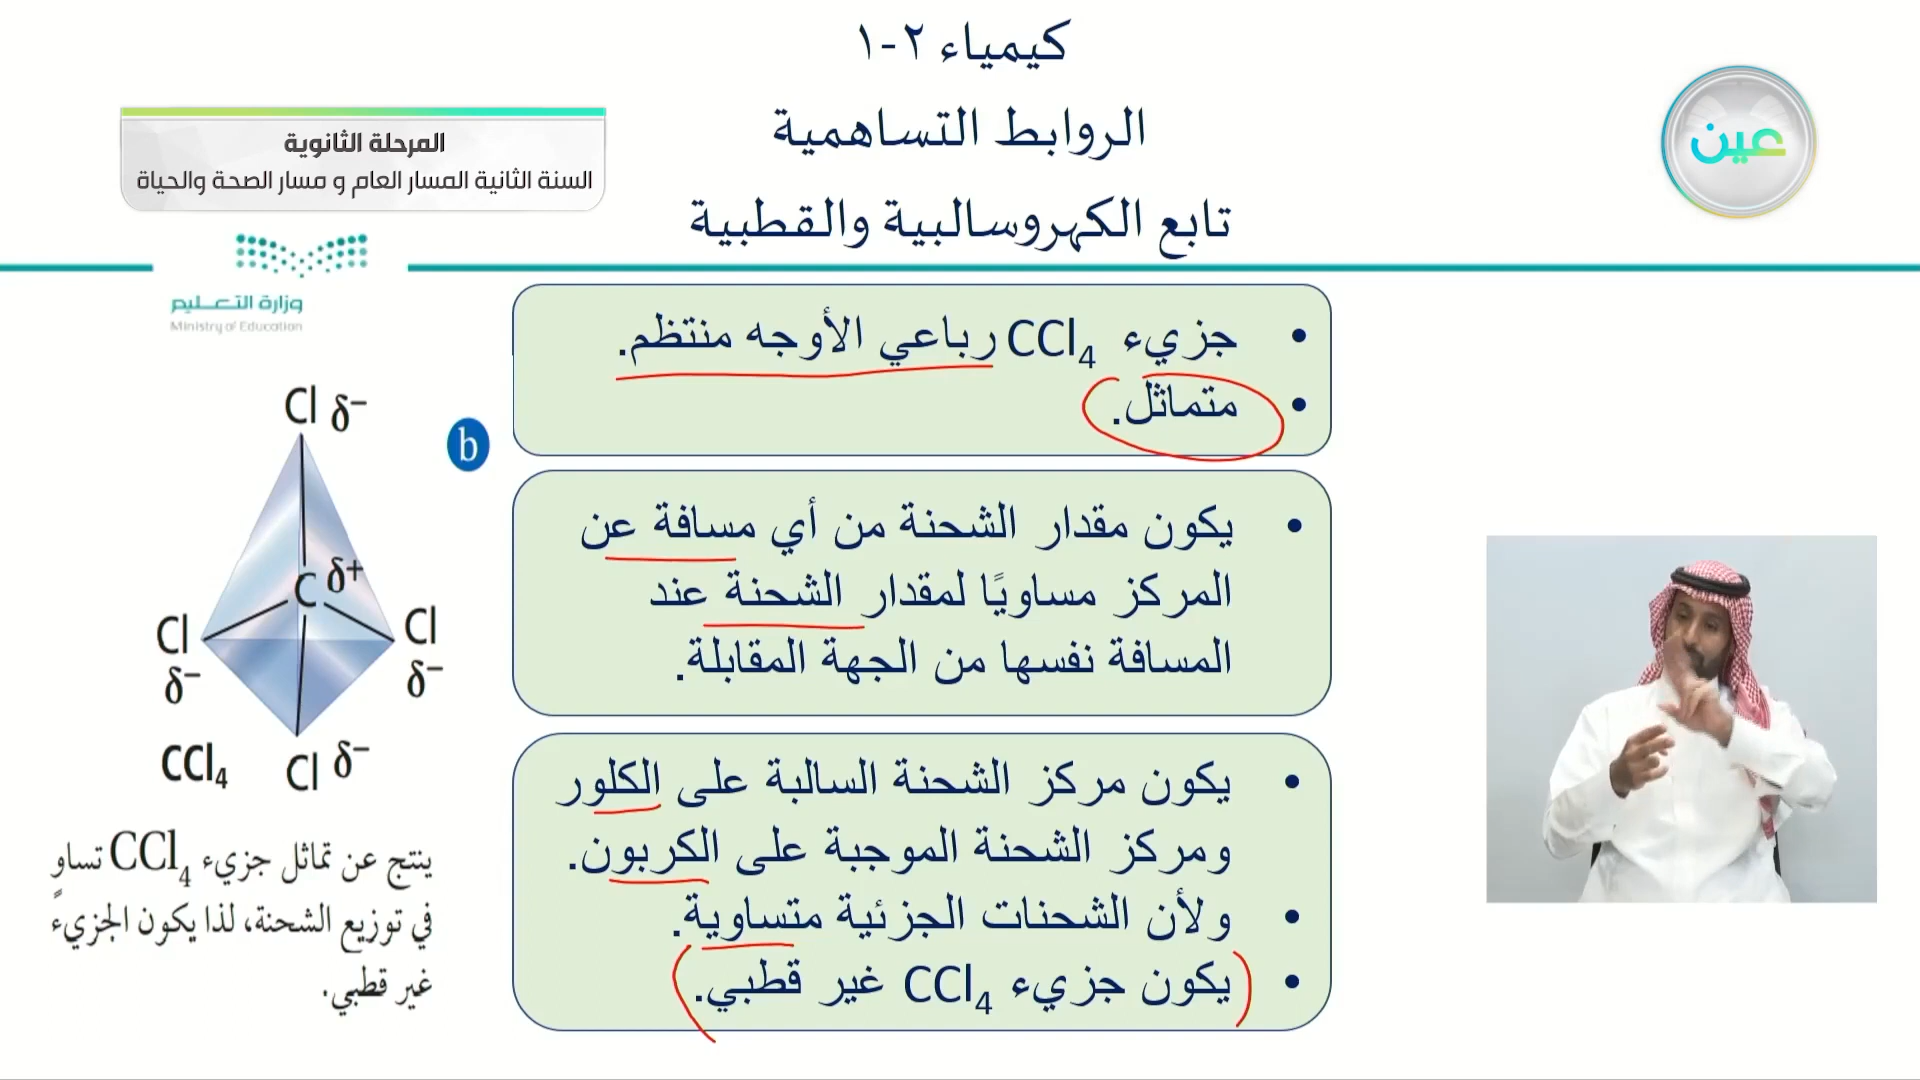 كيمياء ٢-١
الروابط التساهمية
تابع الكهروسالبية والقطبية
عين
المرحلة الثانوية
السنة الثانية المسار العام و مسار الصحة والحياة
وزارة التعـــليم
Ministry of Education
• جزيء CCl₄ رباعي الأوجه منتظم.
• متماثل.
• يكون مقدار الشحنة من أي مسافة عن
المركز مساويًا لمقدار الشحنة عند
المسافة نفسها من الجهة المقابلة.
• يكون مركز الشحنة السالبة على الكلور
ومركز الشحنة الموجبة على الكربون.
• ولأن الشحنات الجزئية متساوية.
• يكون جزيء CCl₄ غير قطبي.
b
Cl δ⁻
C δ⁺
Cl δ⁻
Cl δ⁻
Cl δ⁻
CCl₄
ينتج عن تماثل جزيء CCl₄ تساوٍ
في توزيع الشحنة، لذا يكون الجزيءُ
غير قطبي.